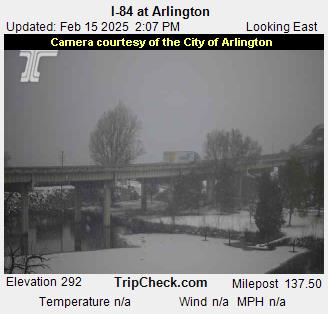 I-84 at Arlington
Updated: Feb 15 2025 2:07 PM Looking East
Camera courtesy of the City of Arlington
Elevation 292 TripCheck.com Milepost 137.50
Temperature n/a Wind n/a MPH n/a